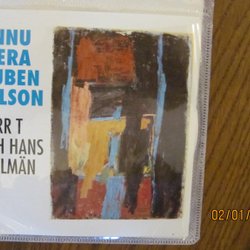 NNU
ERA
UBEN
LSON
RR T
H HANS
LMÄN
02/01/